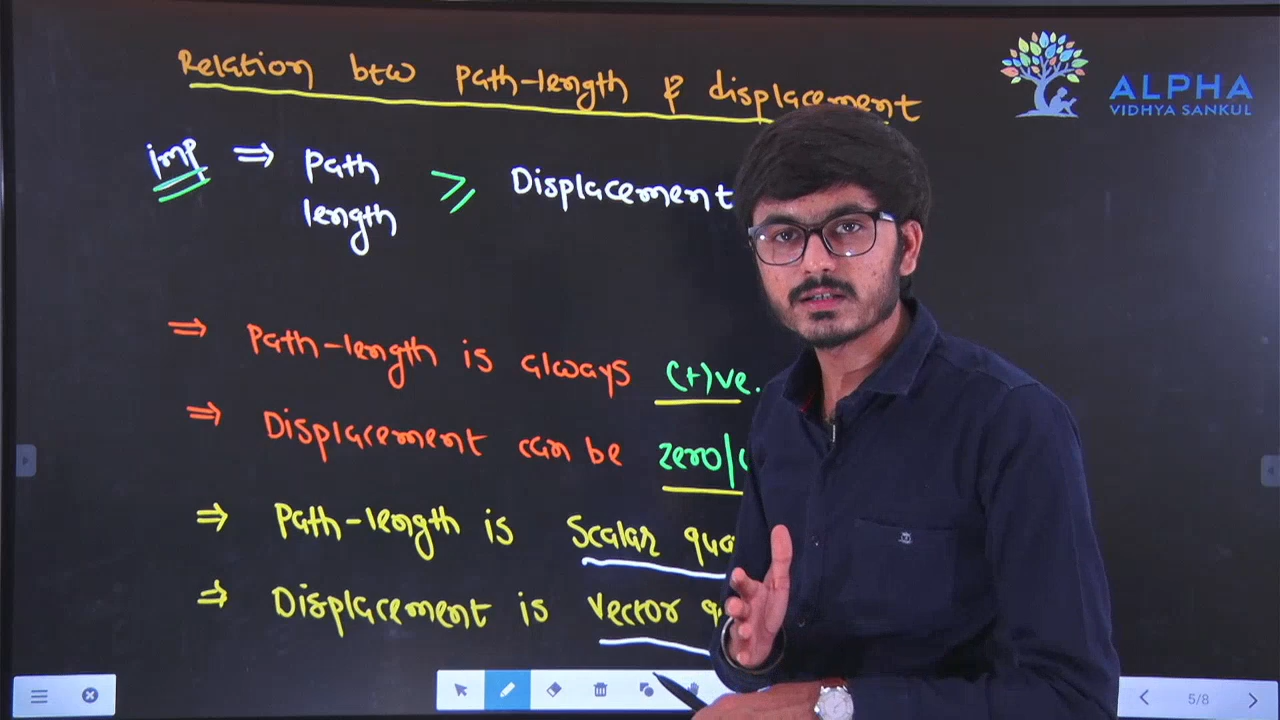 Relation btw path-length & displacement
ALPHA
VIDHYA SANKUL
imp ⇒ path length ≥ Displacement
⇒ path-length is always (+)ve.
⇒ Displacement can be zero/(
⇒ path-length is scalar qua
⇒ Displacement is vector q
5/8